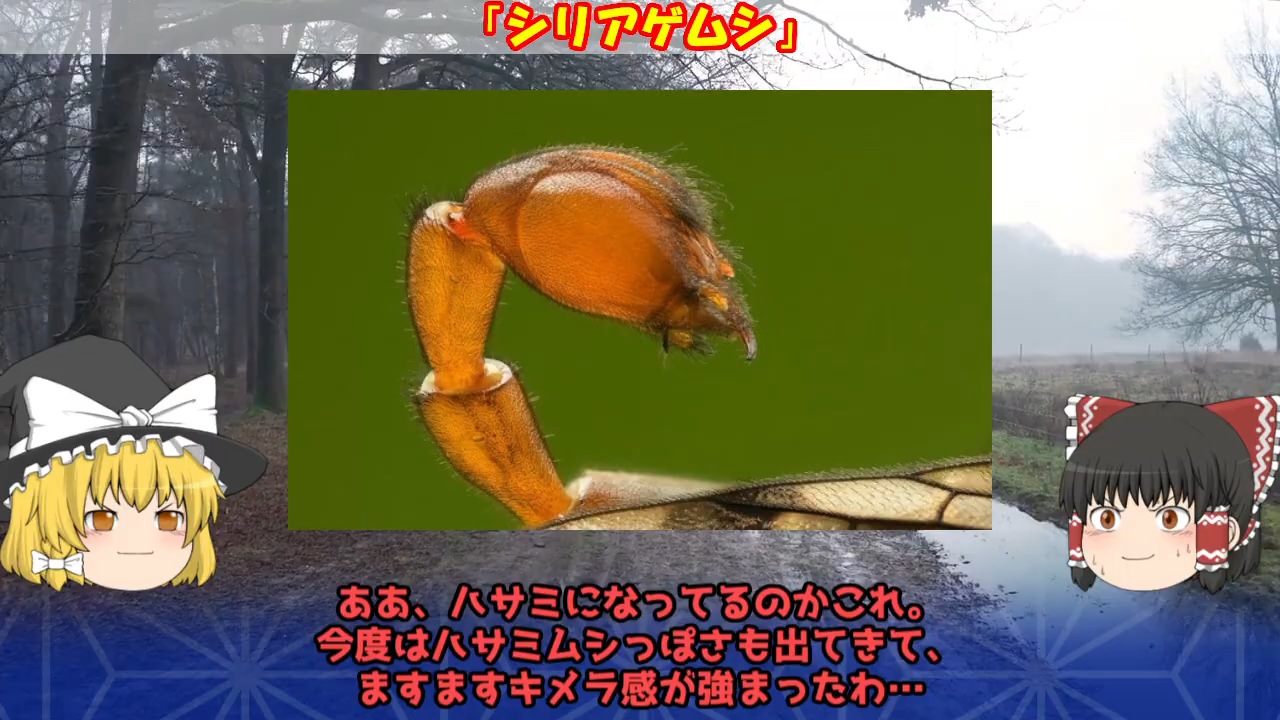 「シリアゲムシ」
ああ、ハサミになってるのかこれ。
今度はハサミムシっぽさも出てきて、
ますますキメラ感が強まったわ…